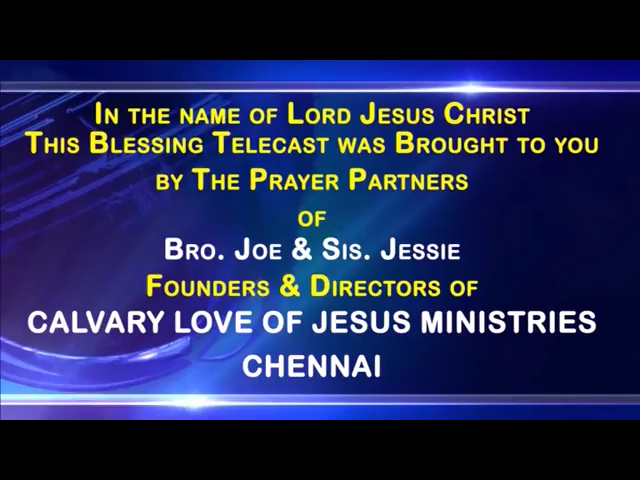 In the name of Lord Jesus Christ
This Blessing Telecast was Brought to you
by The Prayer Partners
of
Bro. Joe & Sis. Jessie
Founders & Directors of
CALVARY LOVE OF JESUS MINISTRIES
CHENNAI